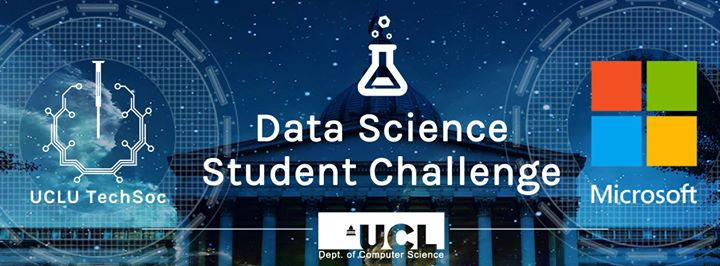 Data Science
Student Challenge
UCLU TechSoc
Microsoft
UCL
Dept. of Computer Science